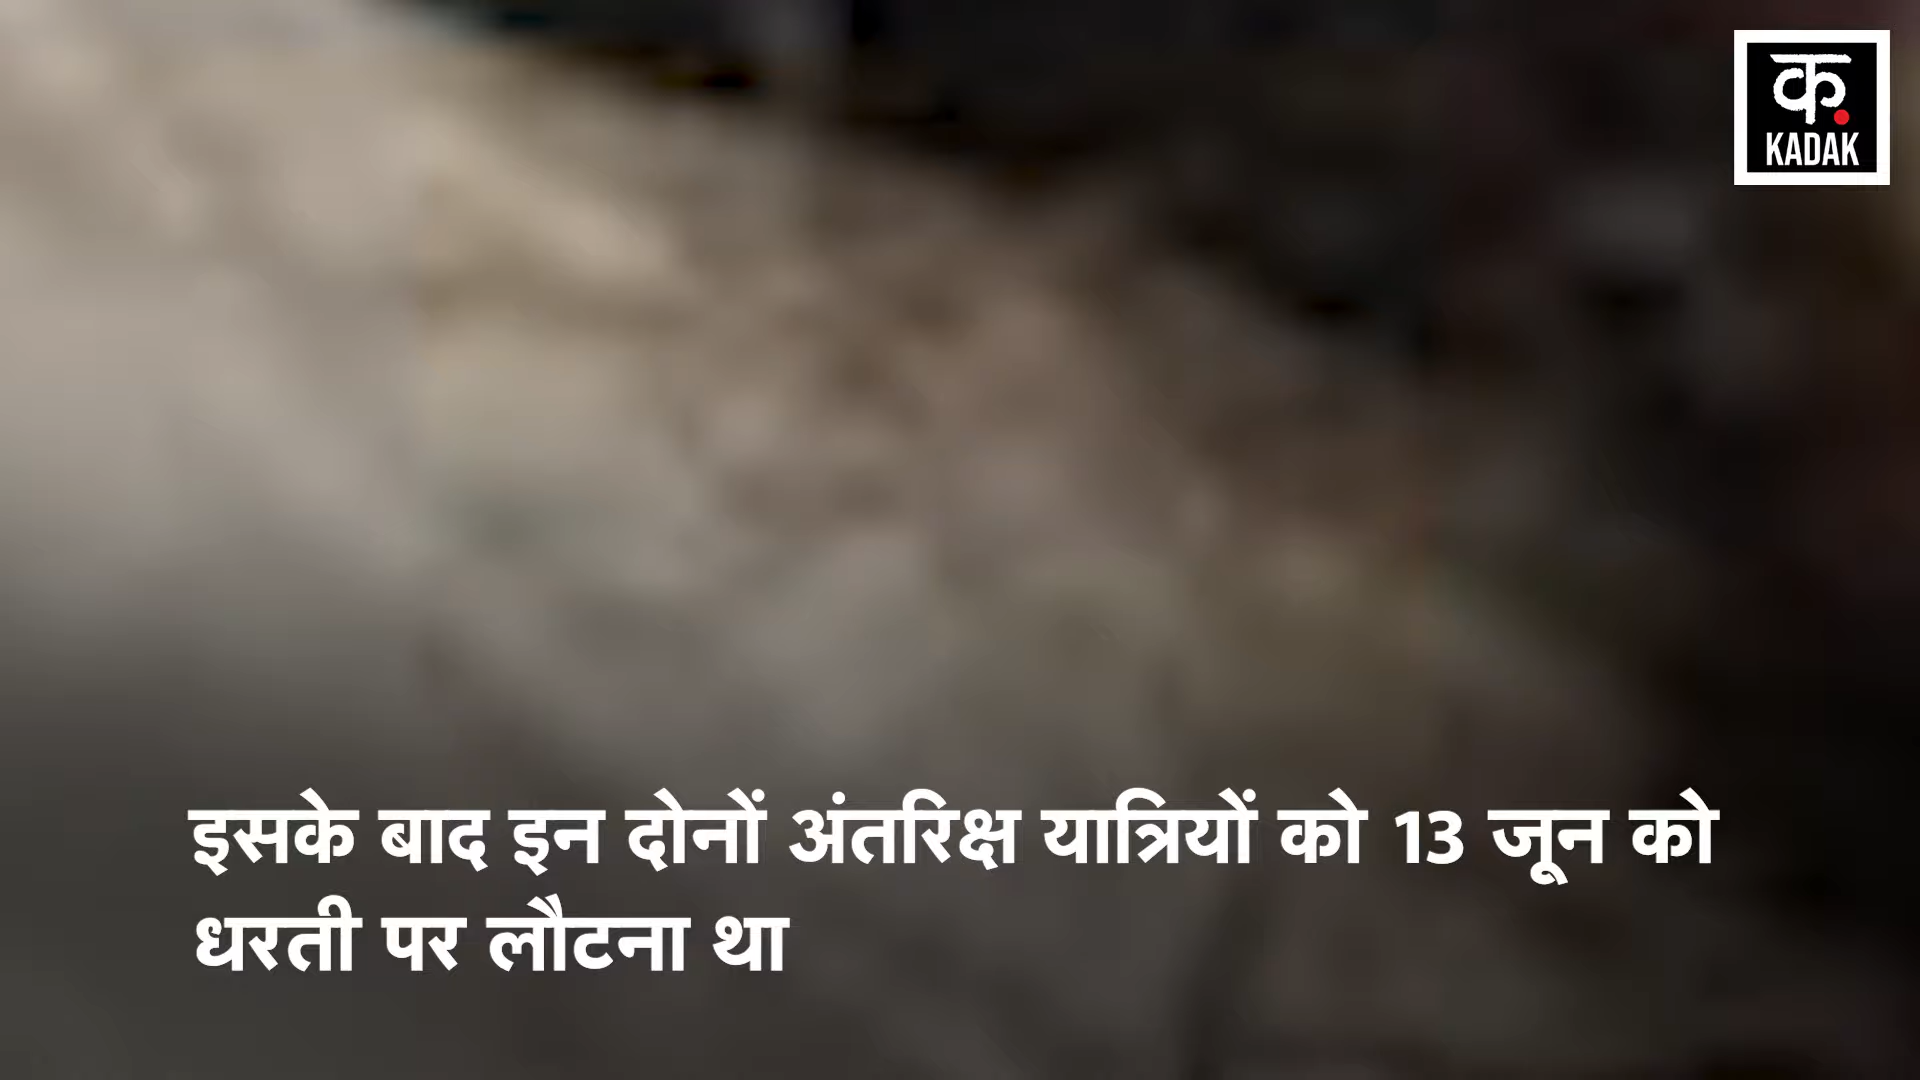 क
KADAK
इसके बाद इन दोनों अंतरिक्ष यात्रियों को 13 जून को
धरती पर लौटना था